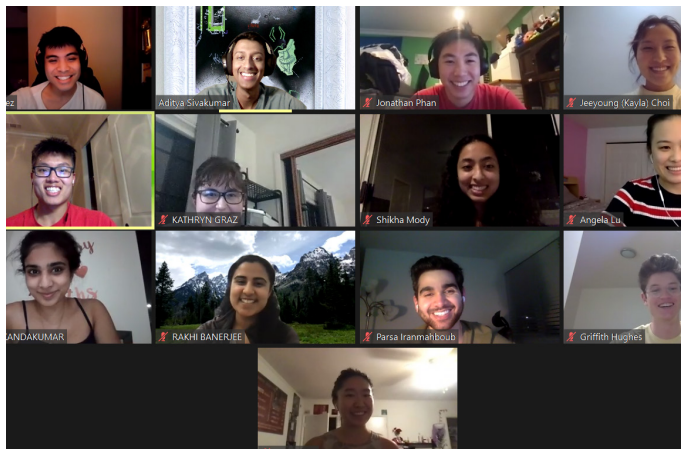 ez
Aditya Sivakumar
Jonathan Phan
Jeeyoung (Kayla) Choi
KATHRYN GRAZ
Shikha Mody
Angela Lu
ANDAKUMAR
RAKHI BANERJEE
Parsa Iranmahboub
Griffith Hughes